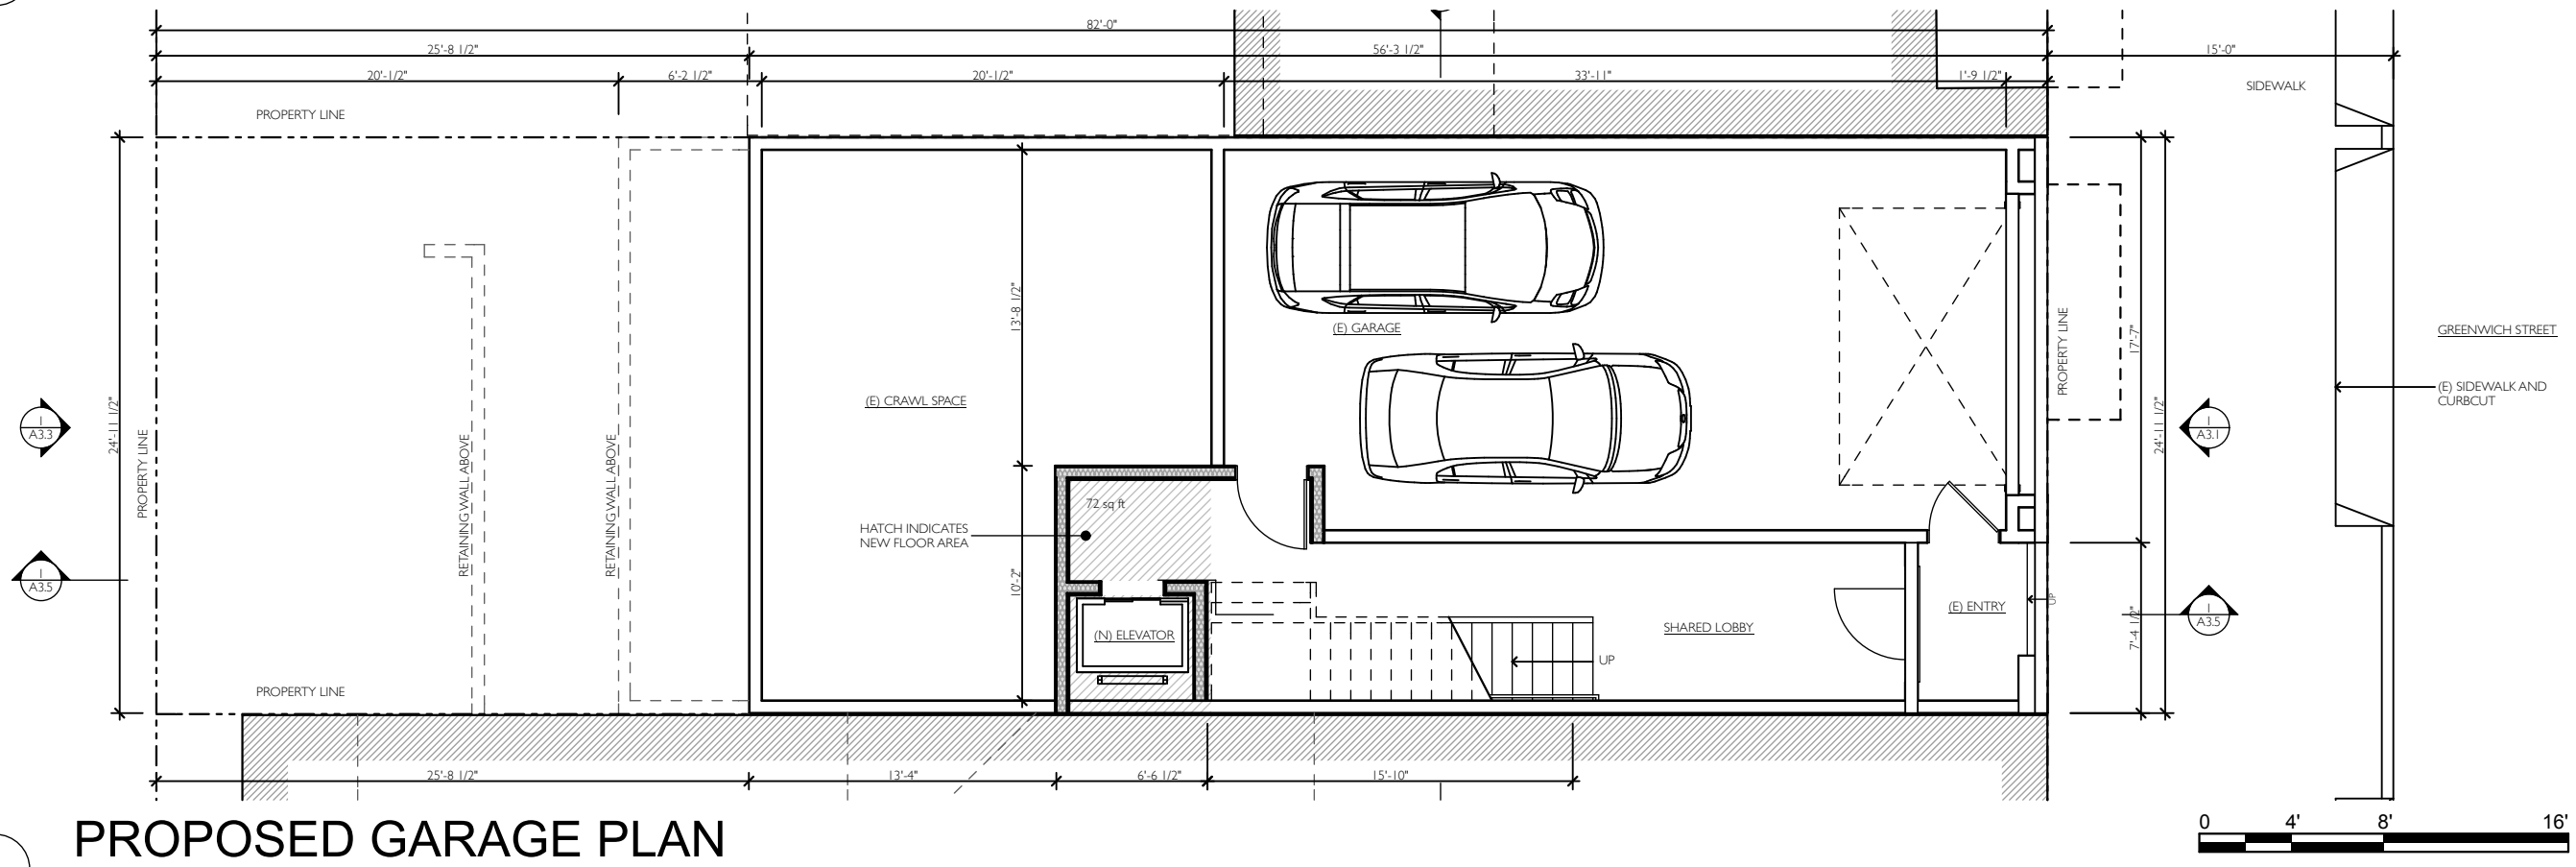 82'-0"
25'-8 1/2"
56'-3 1/2"
15'-0"
20'-1/2"
6'-2 1/2"
20'-1/2"
33'-11"
1'-9 1/2"
SIDEWALK
PROPERTY LINE
13'-8 1/2"
(E) GARAGE
17'-7"
PROPERTY LINE
GREENWICH STREET
(E) SIDEWALK AND
CURBCUT
(E) CRAWL SPACE
24'-11 1/2"
24'-11 1/2"
1
A3.3
1
A3.1
PROPERTY LINE
RETAINING WALL ABOVE
RETAINING WALL ABOVE
72 sq ft
HATCH INDICATES
NEW FLOOR AREA
1
A3.5
10'-2"
(N) ELEVATOR
SHARED LOBBY
(E) ENTRY
UP
UP
7'-4 1/2"
1
A3.5
PROPERTY LINE
25'-8 1/2"
13'-4"
6'-6 1/2"
15'-10"
PROPOSED GARAGE PLAN
0 4' 8' 16'